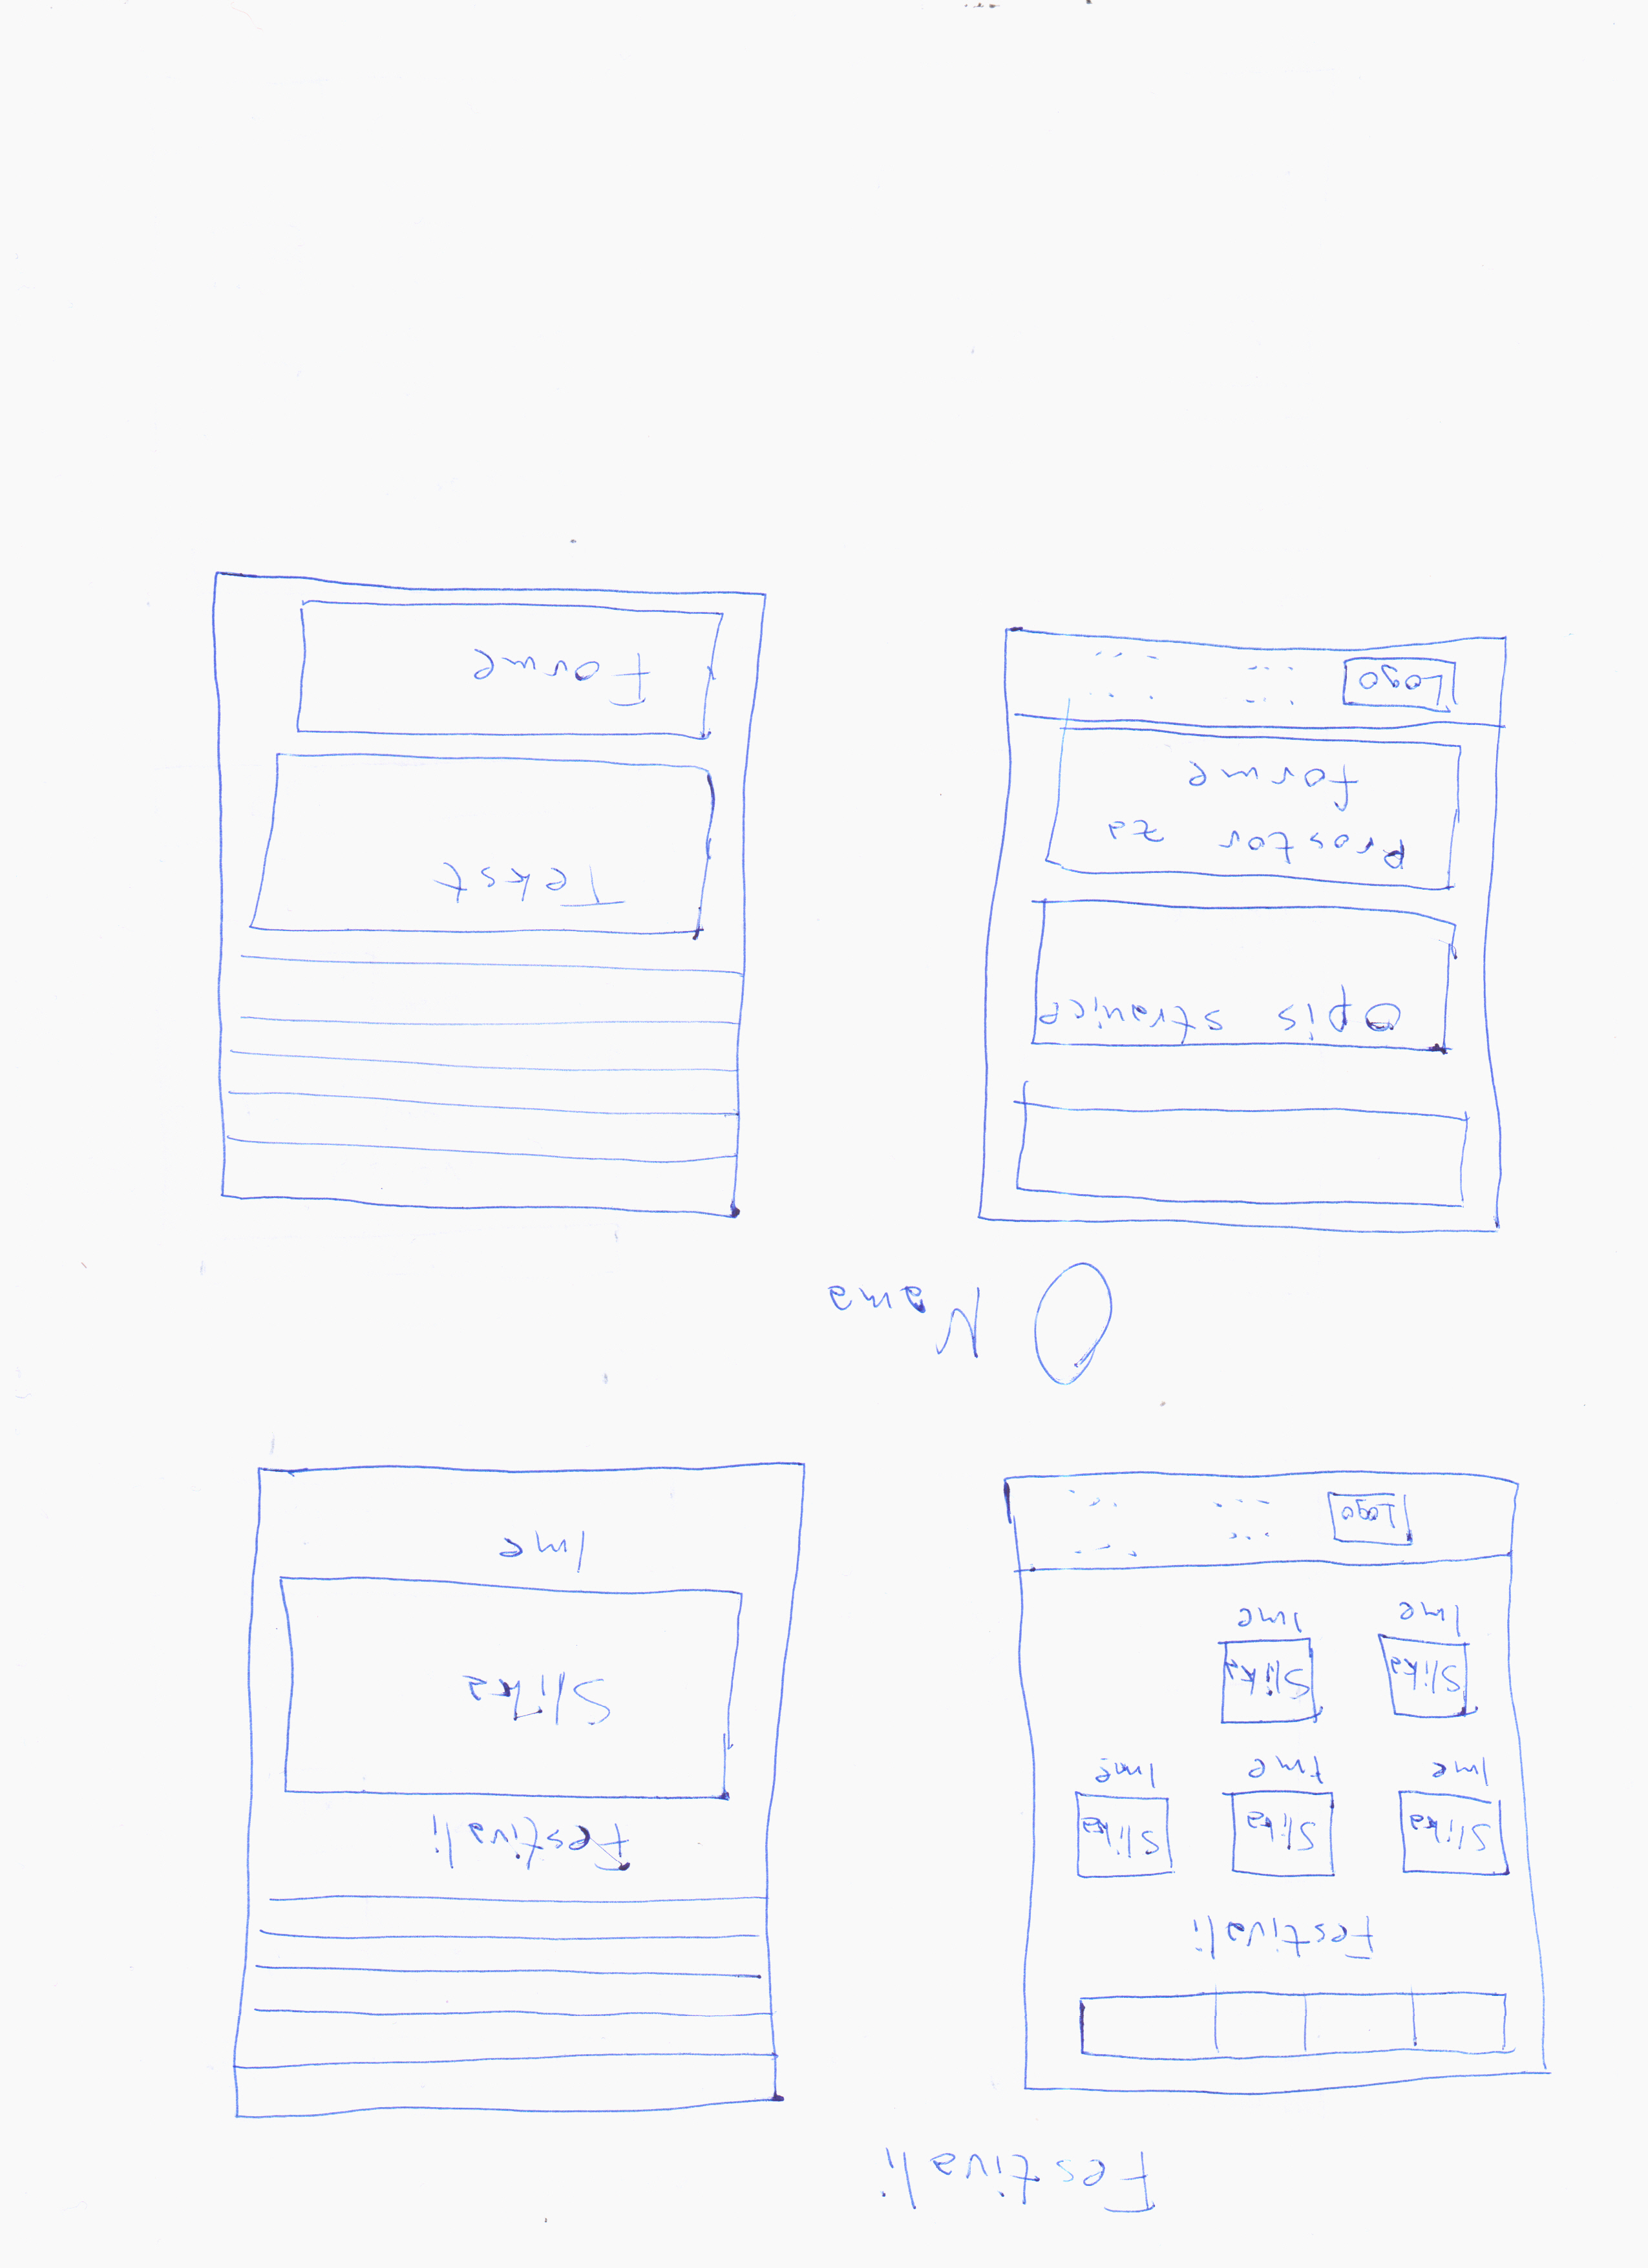 Festivali
Festivali
Slika Slika Slika
Ime Ime Ime
Slika Slika
Ime Ime
Logo
Festivali
Slika
Ime
O Nama
Opis stranice
Prostor za
forme
Logo
Tekst
Forme